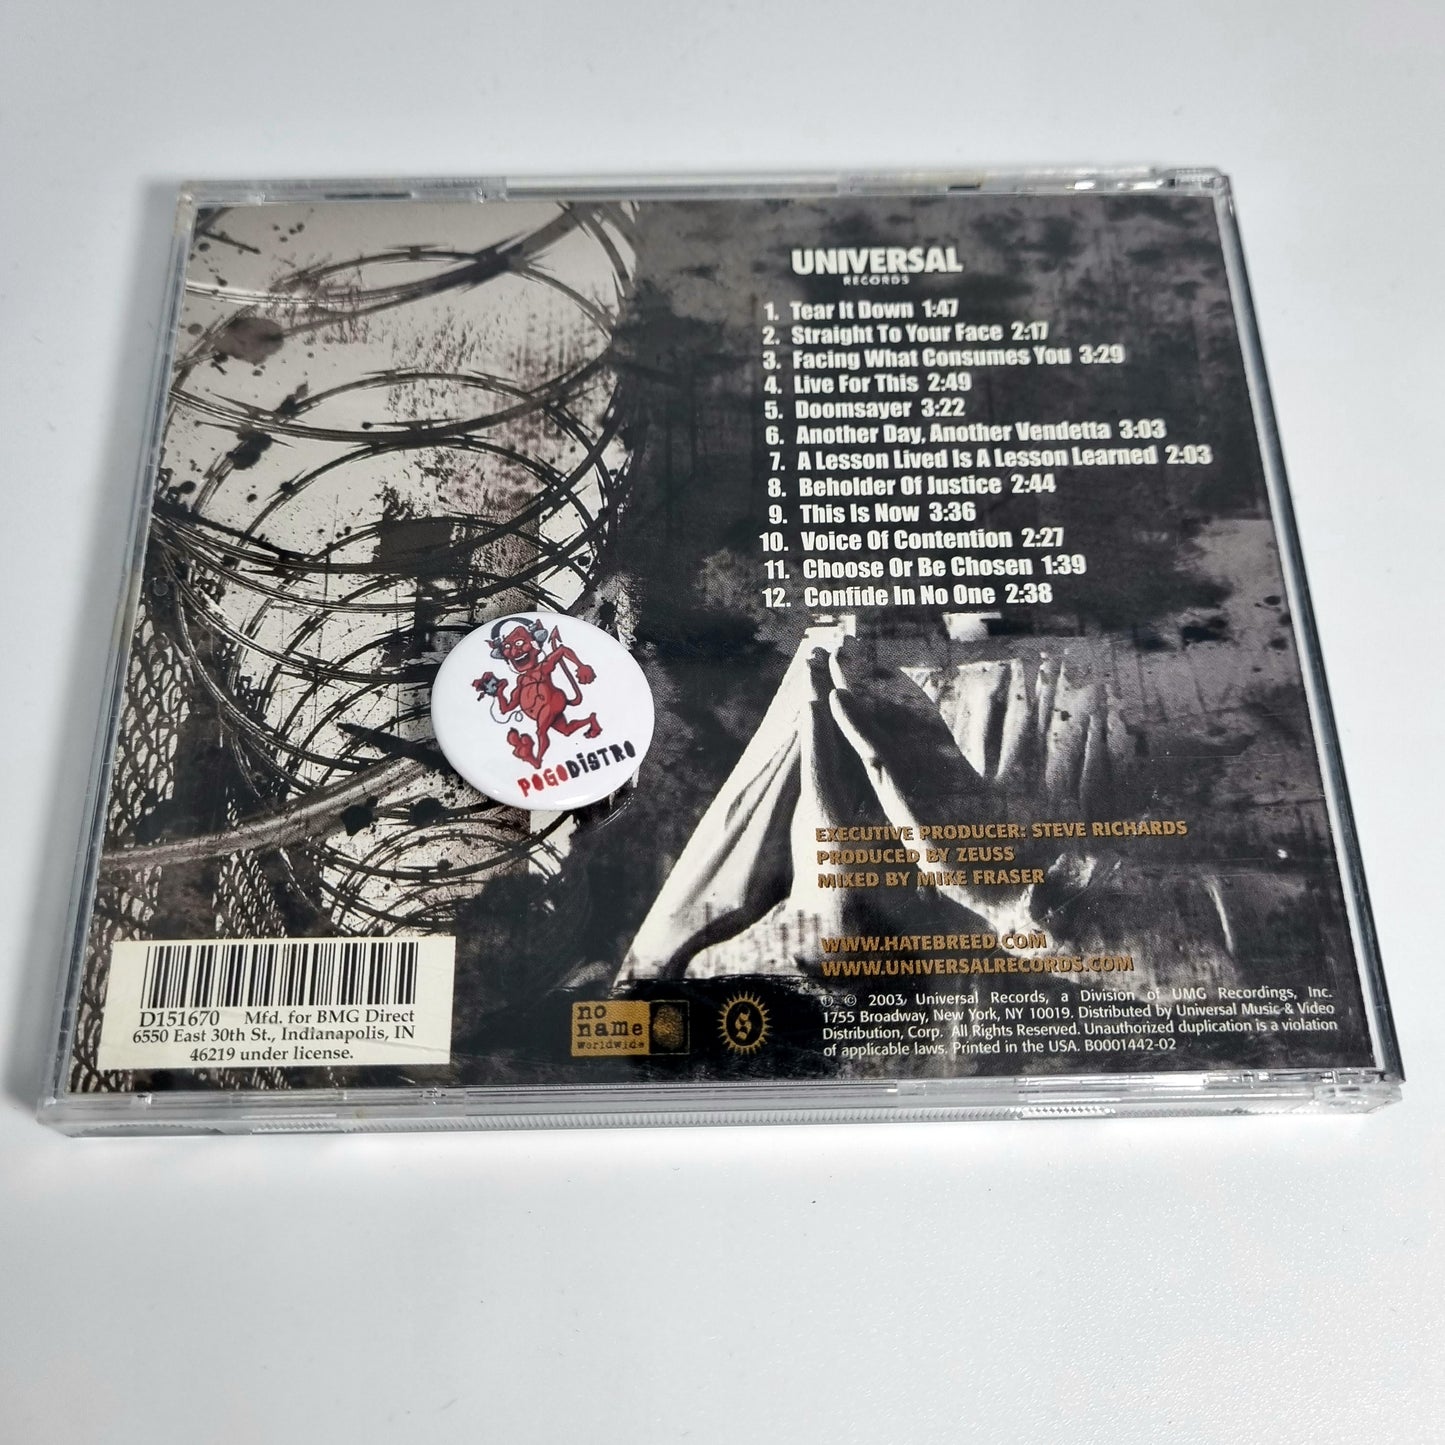 UNIVERSAL
RECORDS
1. Tear It Down 1:47
2. Straight To Your Face 2:17
3. Facing What Consumes You 3:29
4. Live For This 2:49
5. Doomsayer 3:22
6. Another Day, Another Vendetta 3:03
7. A Lesson Lived Is A Lesson Learned 2:03
8. Beholder Of Justice 2:44
9. This Is Now 3:36
10. Voice Of Contention 2:27
11. Choose Or Be Chosen 1:39
12. Confide In No One 2:38
POGODiSTRO
EXECUTIVE PRODUCER: STEVE RICHARDS
PRODUCED BY ZEUSS
MIXED BY MIKE FRASER
WWW.HATEBREED.COM
WWW.UNIVERSALRECORDS.COM
D151670 Mfd. for BMG Direct
6550 East 30th St., Indianapolis, IN
46219 under license.
no
name
worldwide
S
℗ © 2003, Universal Records, a Division of UMG Recordings, Inc.
1755 Broadway, New York, NY 10019. Distributed by Universal Music & Video
Distribution, Corp. All Rights Reserved. Unauthorized duplication is a violation
of applicable laws. Printed in the USA. B0001442-02